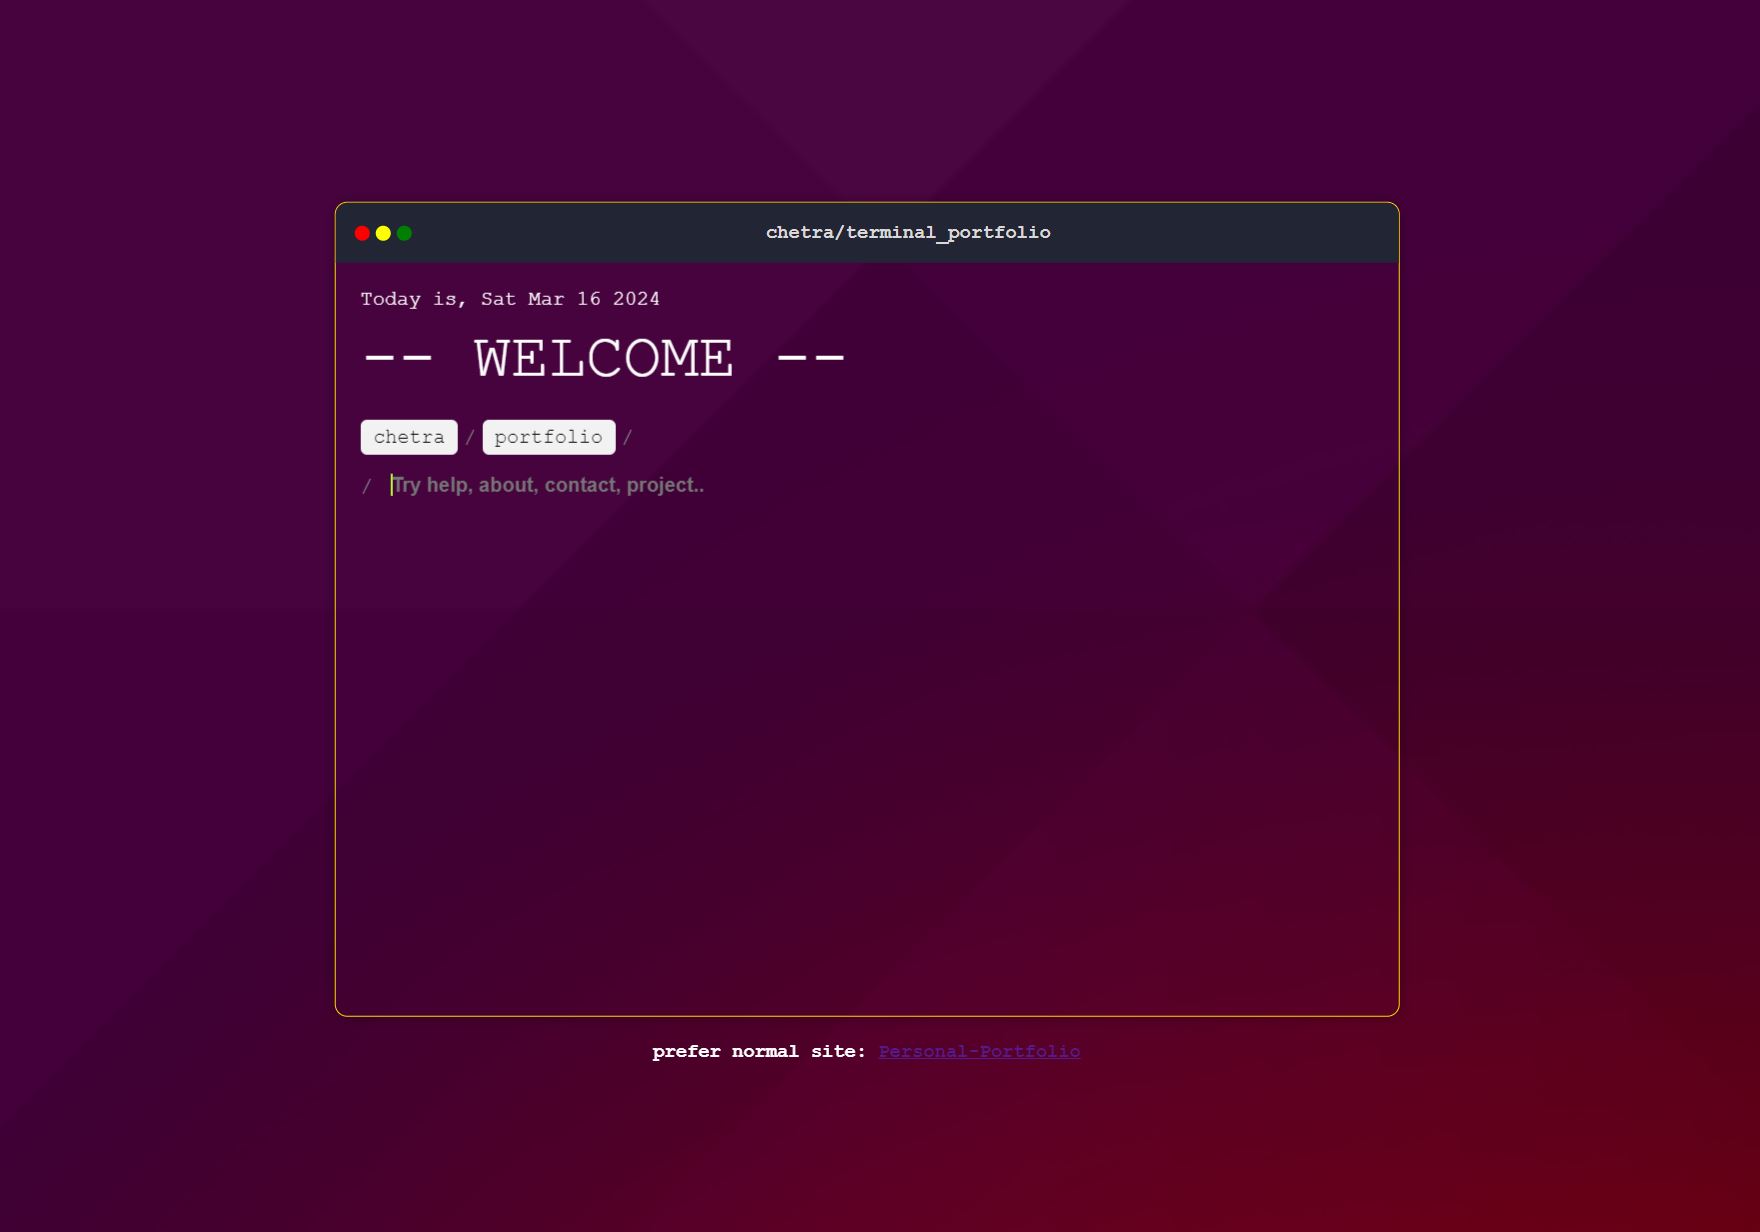 chetra/terminal_portfolio
Today is, Sat Mar 16 2024
-- WELCOME --
chetra / portfolio /
/ Try help, about, contact, project..
prefer normal site: Personal-Portfolio